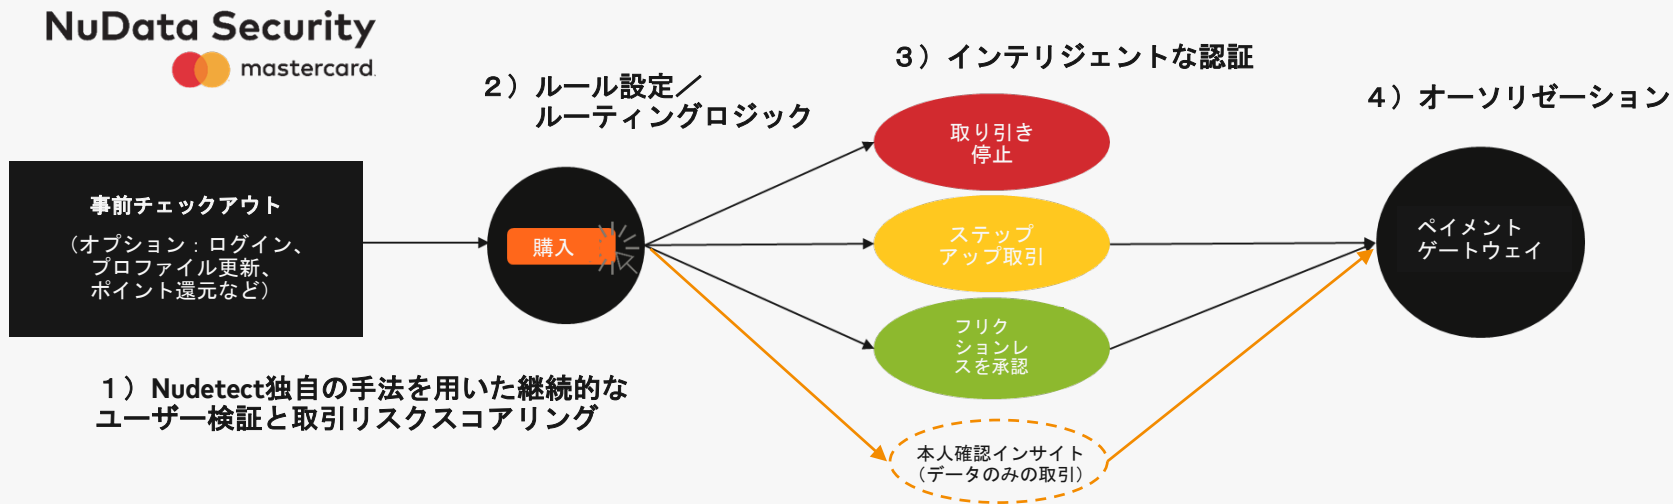 NuData Security
mastercard.
２）ルール設定／
ルーティングロジック
３）インテリジェントな認証
４）オーソリゼーション
事前チェックアウト
（オプション：ログイン、
プロファイル更新、
ポイント還元など）
購入
取り引き
停止
ステップ
アップ取引
フリク
ションレ
スを承認
本人確認インサイト
（データのみの取引）
ペイメント
ゲートウェイ
１）Nudetect独自の手法を用いた継続的な
ユーザー検証と取引リスクスコアリング